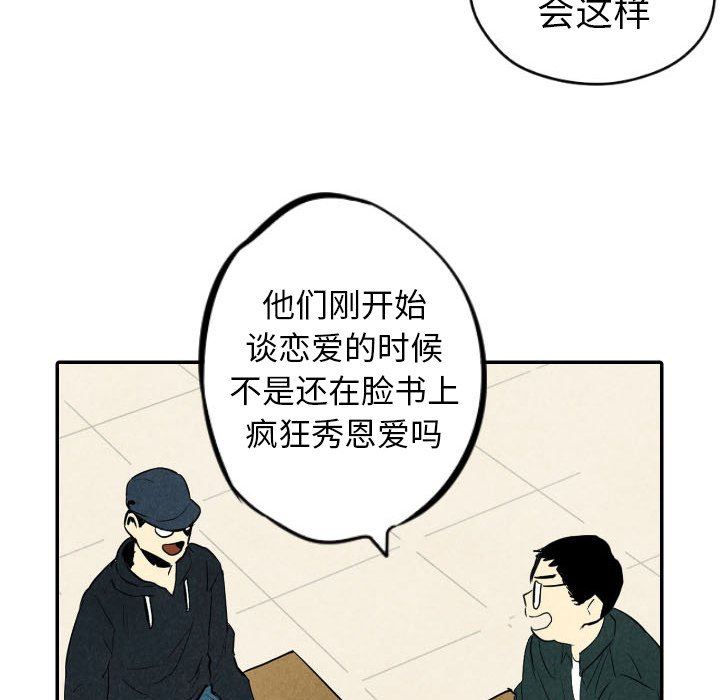 会这样
他们刚开始
谈恋爱的时候
不是还在脸书上
疯狂秀恩爱吗